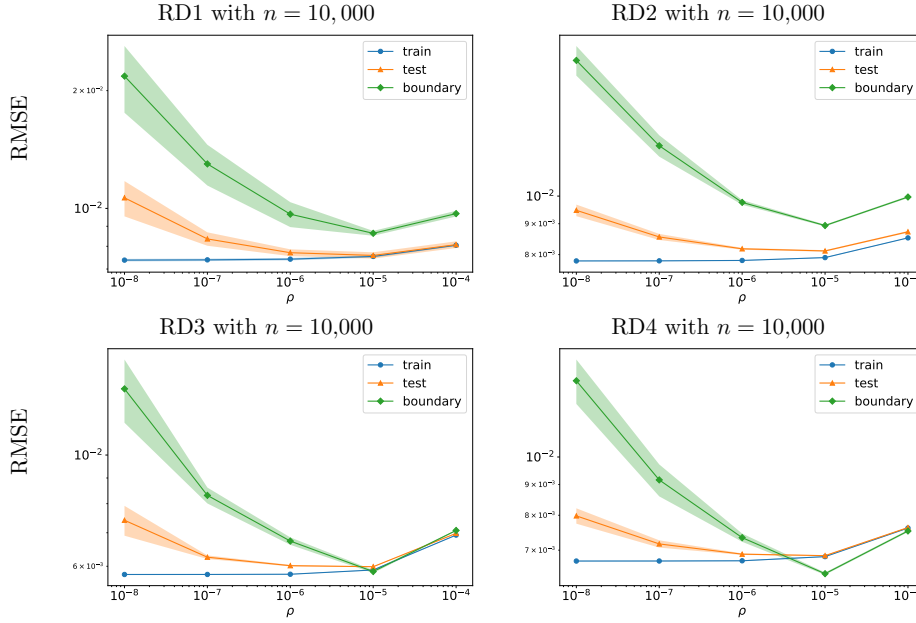 RD1 with n = 10,000
RD2 with n = 10,000
RMSE
2 × 10⁻²
10⁻²
train
test
boundary
10⁻⁸ 10⁻⁷ 10⁻⁶ 10⁻⁵ 10⁻⁴
ρ
10⁻²
9 × 10⁻³
8 × 10⁻³
train
test
boundary
10⁻⁸ 10⁻⁷ 10⁻⁶ 10⁻⁵ 10⁻⁴
ρ
RD3 with n = 10,000
RD4 with n = 10,000
RMSE
10⁻²
6 × 10⁻³
train
test
boundary
10⁻⁸ 10⁻⁷ 10⁻⁶ 10⁻⁵ 10⁻⁴
ρ
10⁻²
9 × 10⁻³
8 × 10⁻³
7 × 10⁻³
train
test
boundary
10⁻⁸ 10⁻⁷ 10⁻⁶ 10⁻⁵
ρ